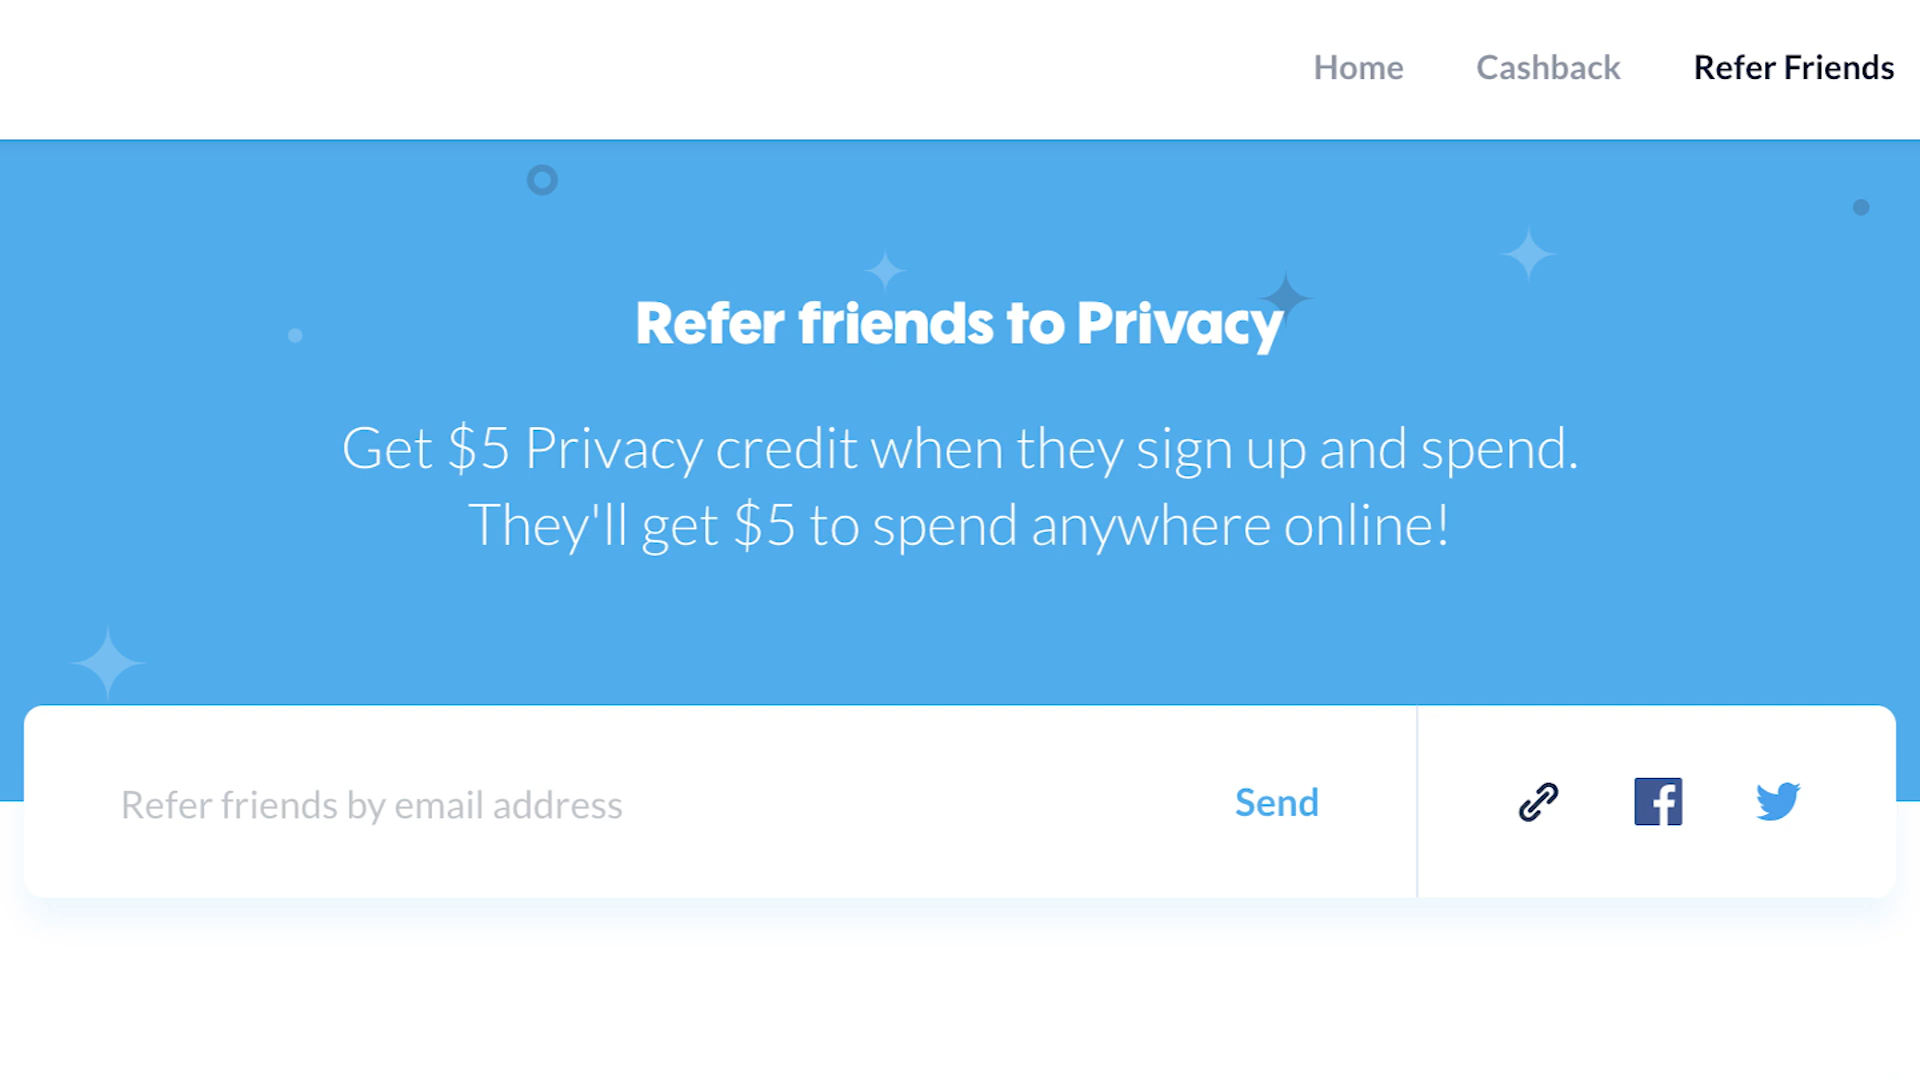 Home Cashback Refer Friends
Refer friends to Privacy
Get $5 Privacy credit when they sign up and spend.
They'll get $5 to spend anywhere online!
Refer friends by email address Send